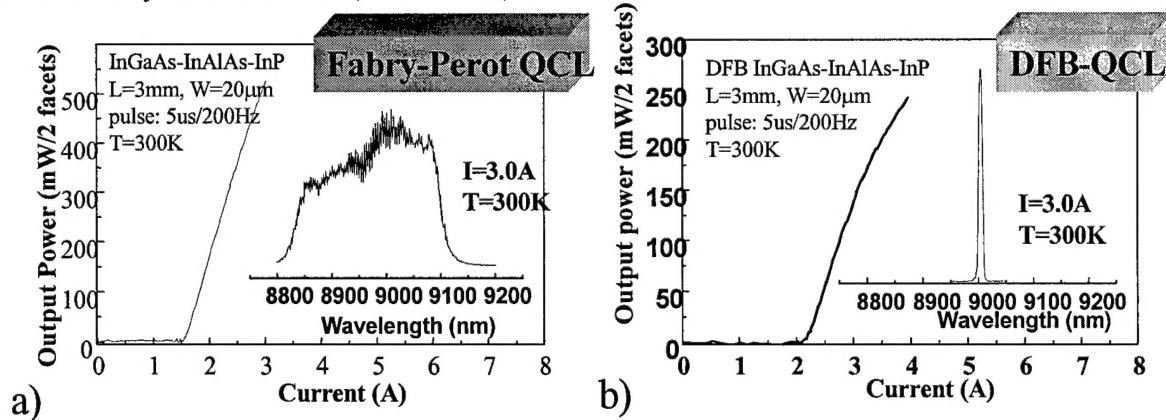 Fabry-Perot QCL
InGaAs-InAlAs-InP
L=3mm, W=20µm
pulse: 5us/200Hz
T=300K
I=3.0A
T=300K
Output Power (mW/2 facets)
500
400
300
200
100
0
8800 8900 9000 9100 9200
Wavelength (nm)
0 1 2 3 4 5 6 7 8
Current (A)
a)
DFB-QCL
DFB InGaAs-InAlAs-InP
L=3mm, W=20µm
pulse: 5us/200Hz
T=300K
I=3.0A
T=300K
Output power (mW/2 facets)
300
250
200
150
100
50
0
8800 8900 9000 9100 9200
Wavelength (nm)
0 1 2 3 4 5 6 7 8
Current (A)
b)